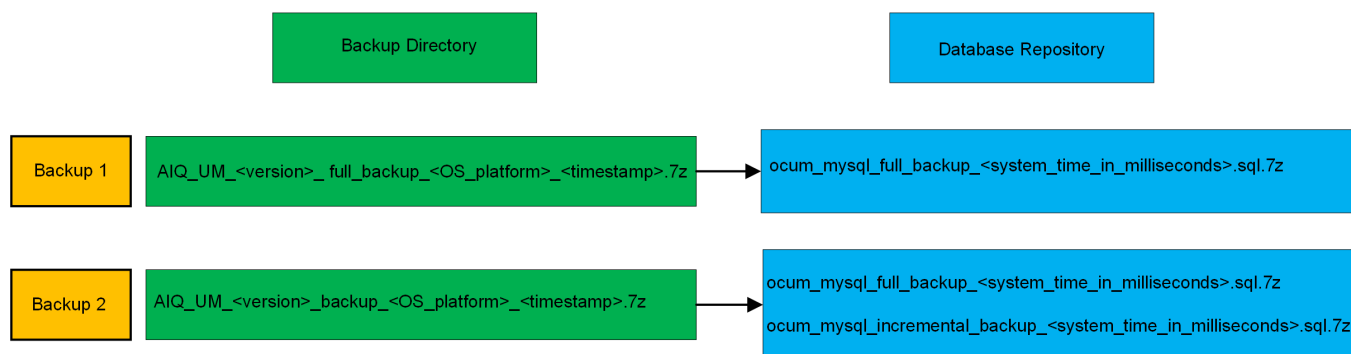 Backup Directory
Database Repository
Backup 1
AIQ_UM_<version>_ full_backup_<OS_platform>_<timestamp>.7z
ocum_mysql_full_backup_<system_time_in_milliseconds>.sql.7z
Backup 2
AIQ_UM_<version>_backup_<OS_platform>_<timestamp>.7z
ocum_mysql_full_backup_<system_time_in_milliseconds>.sql.7z
ocum_mysql_incremental_backup_<system_time_in_milliseconds>.sql.7z